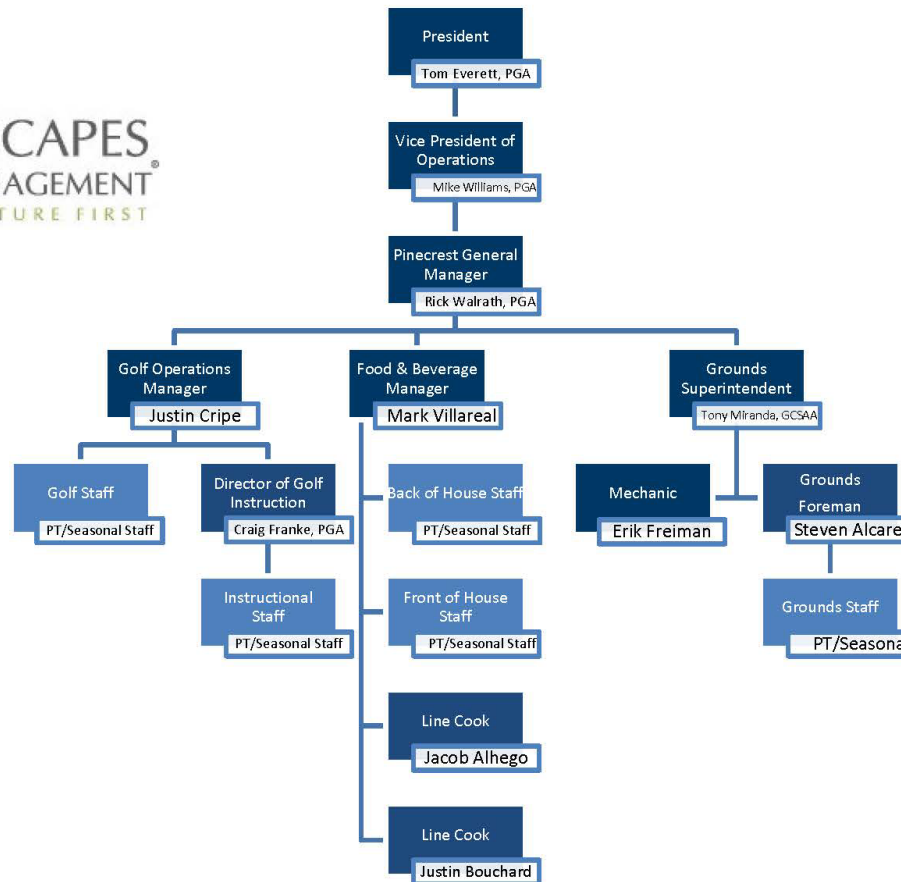 President
Tom Everett, PGA
CAPES
AGEMENT®
TURE FIRST
Vice President of
Operations
Mike Williams, PGA
Pinecrest General
Manager
Rick Walrath, PGA
Golf Operations
Manager
Justin Cripe
Food & Beverage
Manager
Mark Villareal
Grounds
Superintendent
Tony Miranda, GCSAA
Golf Staff
PT/Seasonal Staff
Director of Golf
Instruction
Craig Franke, PGA
Back of House Staff
PT/Seasonal Staff
Mechanic
Erik Freiman
Grounds
Foreman
Steven Alcare
Instructional
Staff
PT/Seasonal Staff
Front of House
Staff
PT/Seasonal Staff
Grounds Staff
PT/Seasona
Line Cook
Jacob Alhego
Line Cook
Justin Bouchard